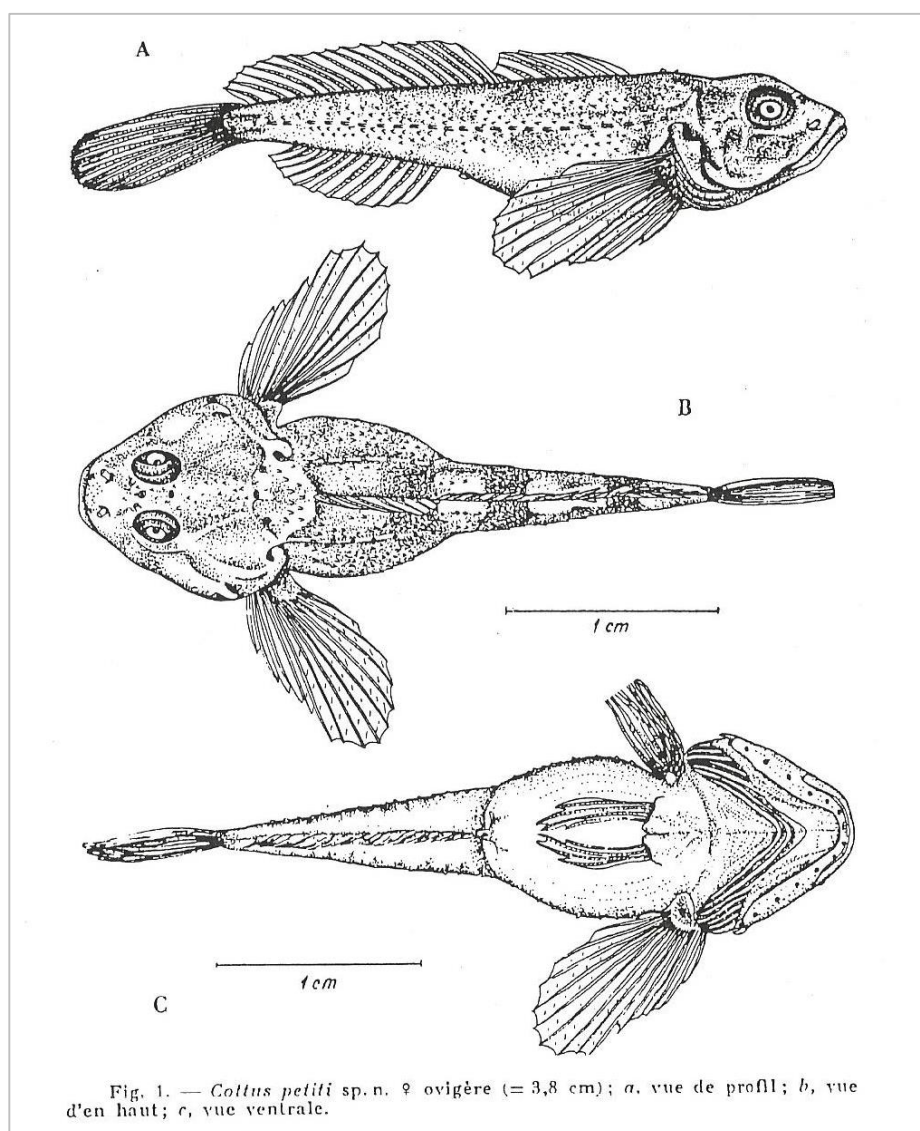 A
B
1 cm
1 cm
C
Fig. 1. — Cottus petiti sp. n. ♀ ovigère (= 3,8 cm) ; a, vue de profil ; b, vue
d'en haut ; c, vue ventrale.